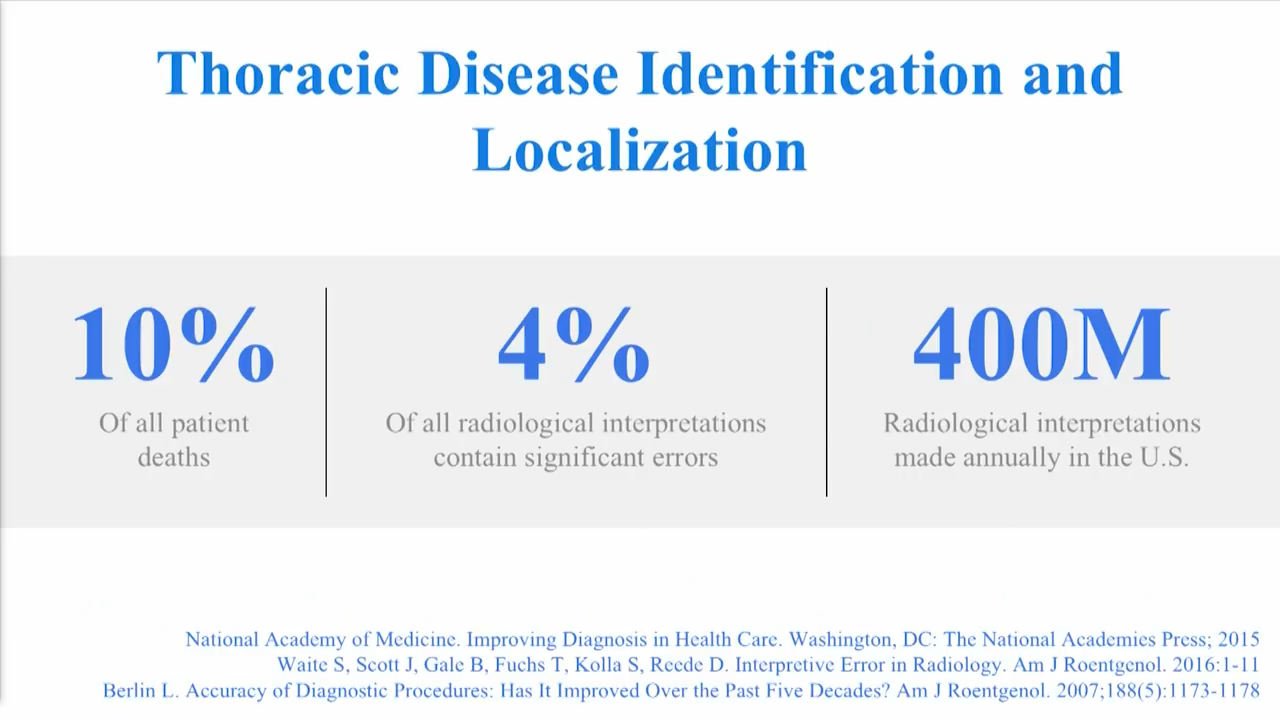 Thoracic Disease Identification and
Localization
10%
Of all patient
deaths
4%
Of all radiological interpretations
contain significant errors
400M
Radiological interpretations
made annually in the U.S.
National Academy of Medicine. Improving Diagnosis in Health Care. Washington, DC: The National Academies Press; 2015
Waite S, Scott J, Gale B, Fuchs T, Kolla S, Reede D. Interpretive Error in Radiology. Am J Roentgenol. 2016:1-11
Berlin L. Accuracy of Diagnostic Procedures: Has It Improved Over the Past Five Decades? Am J Roentgenol. 2007;188(5):1173-1178